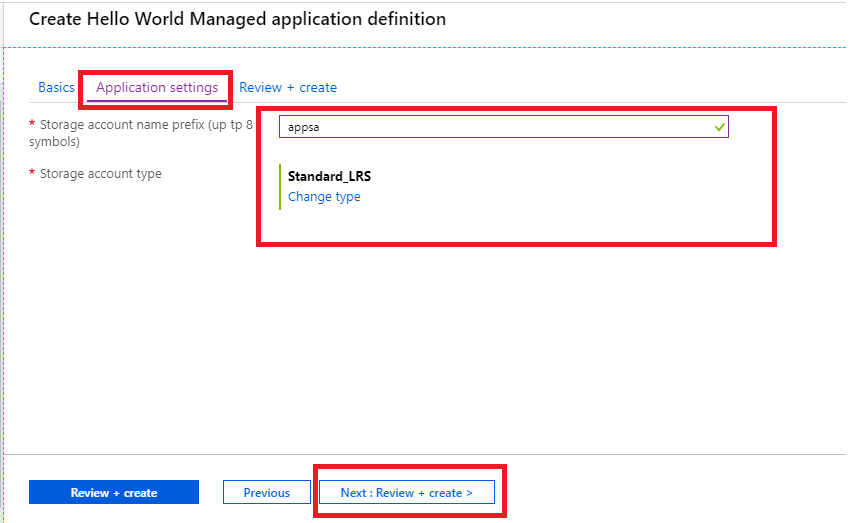 Create Hello World Managed application definition
Basics Application settings Review + create
* Storage account name prefix (up tp 8
symbols)
appsa
* Storage account type
Standard_LRS
Change type
Review + create Previous Next : Review + create >